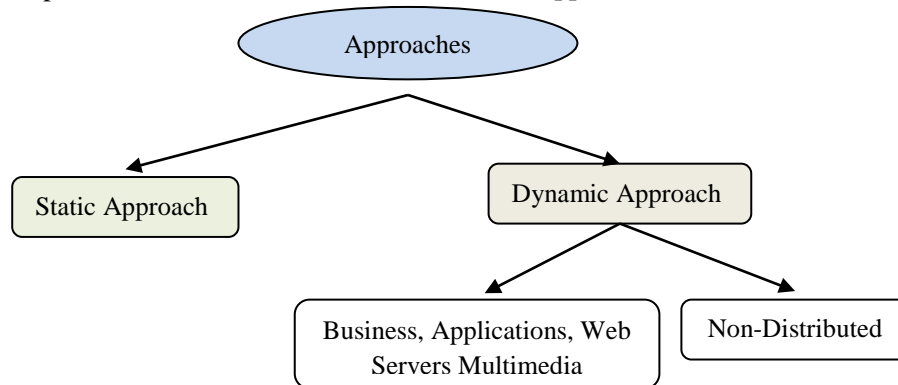 Approaches
Static Approach
Dynamic Approach
Business, Applications, Web
Servers Multimedia
Non-Distributed